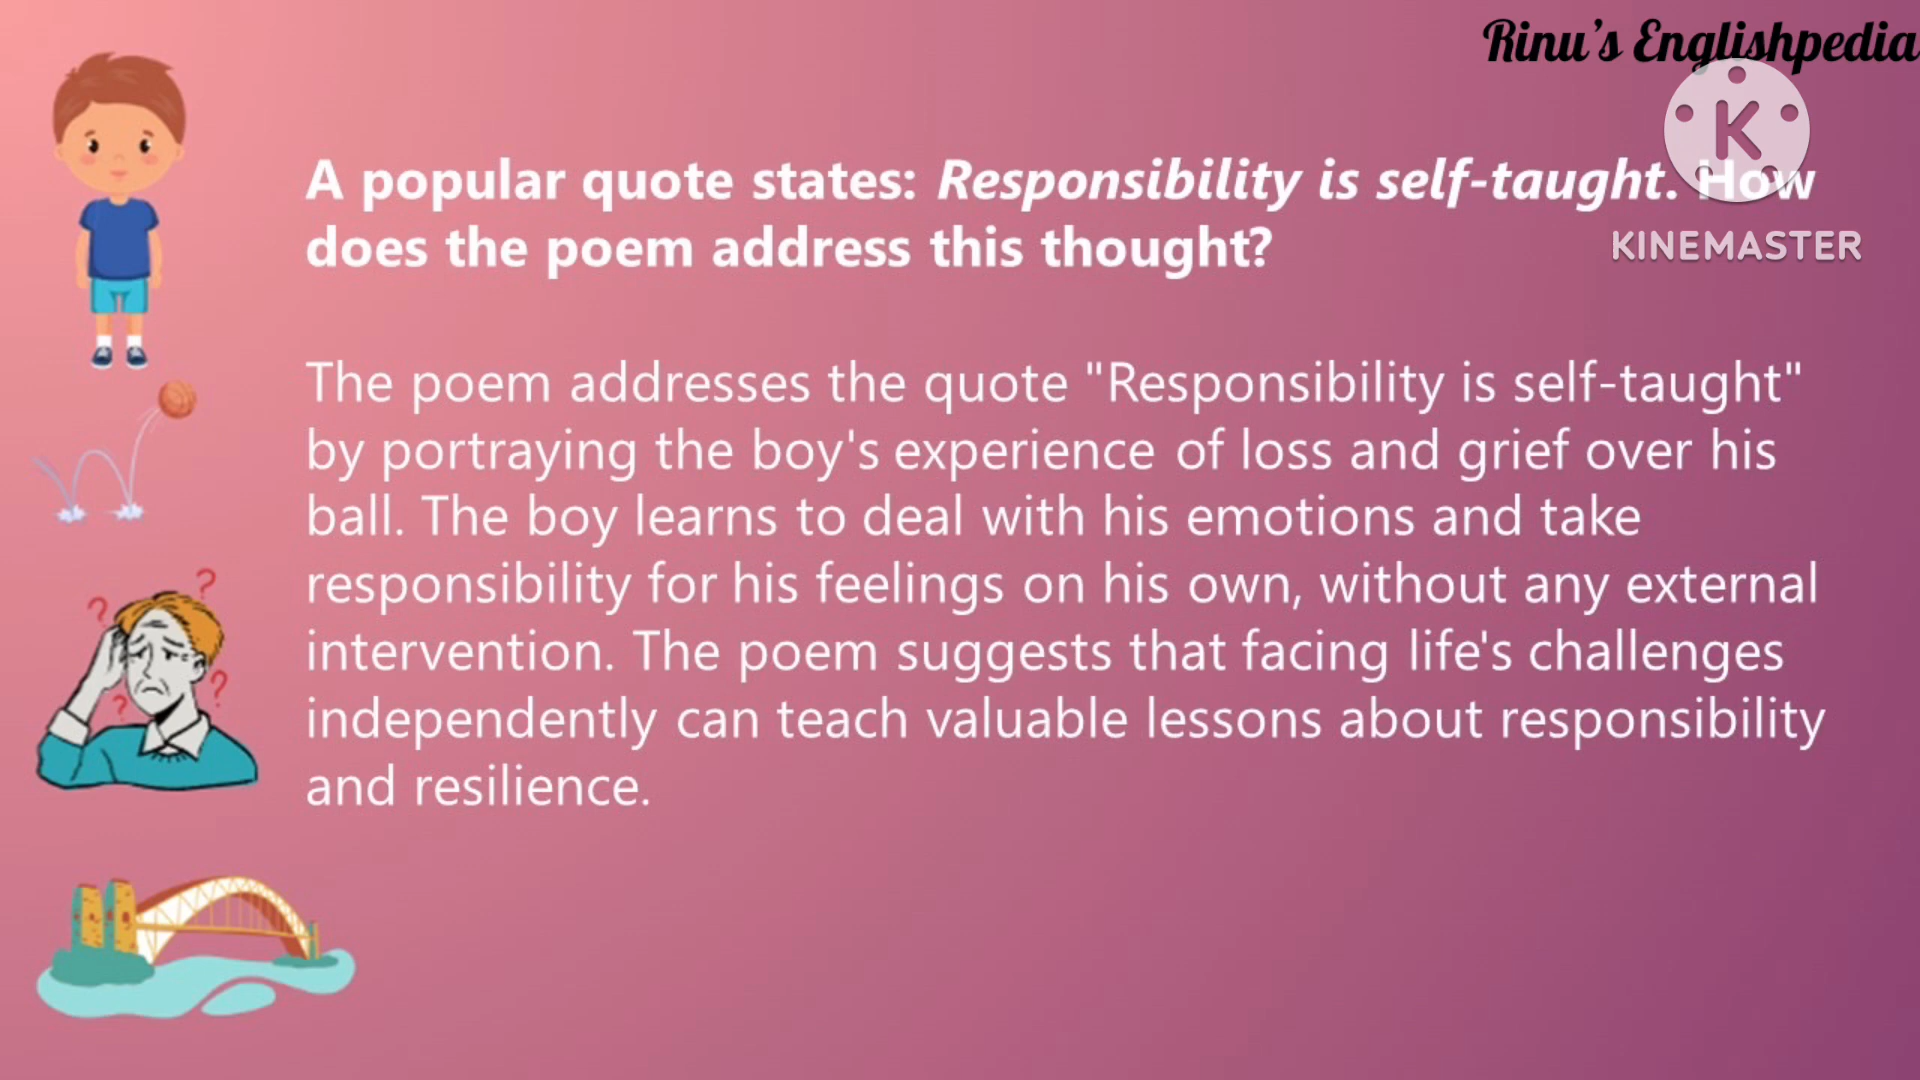 Rinu's Englishpedia
K
KINEMASTER
A popular quote states: Responsibility is self-taught. How
does the poem address this thought?
The poem addresses the quote "Responsibility is self-taught"
by portraying the boy's experience of loss and grief over his
ball. The boy learns to deal with his emotions and take
responsibility for his feelings on his own, without any external
intervention. The poem suggests that facing life's challenges
independently can teach valuable lessons about responsibility
and resilience.
? 
?
?
?